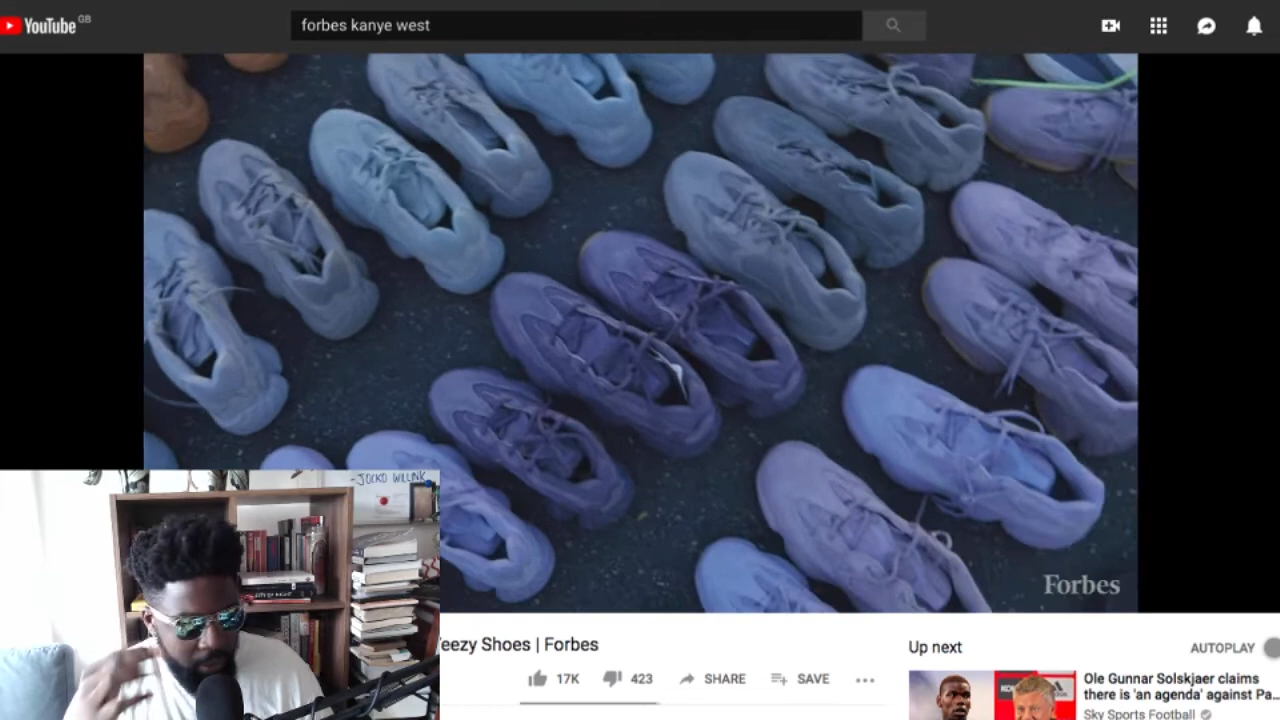 YouTube GB
forbes kanye west
-JOCKO WILLINK
Forbes
eezy Shoes | Forbes
17K
423
SHARE
SAVE
Up next
AUTOPLAY
Ole Gunnar Solskjaer claims
there is 'an agenda' against Pa...
Sky Sports Football